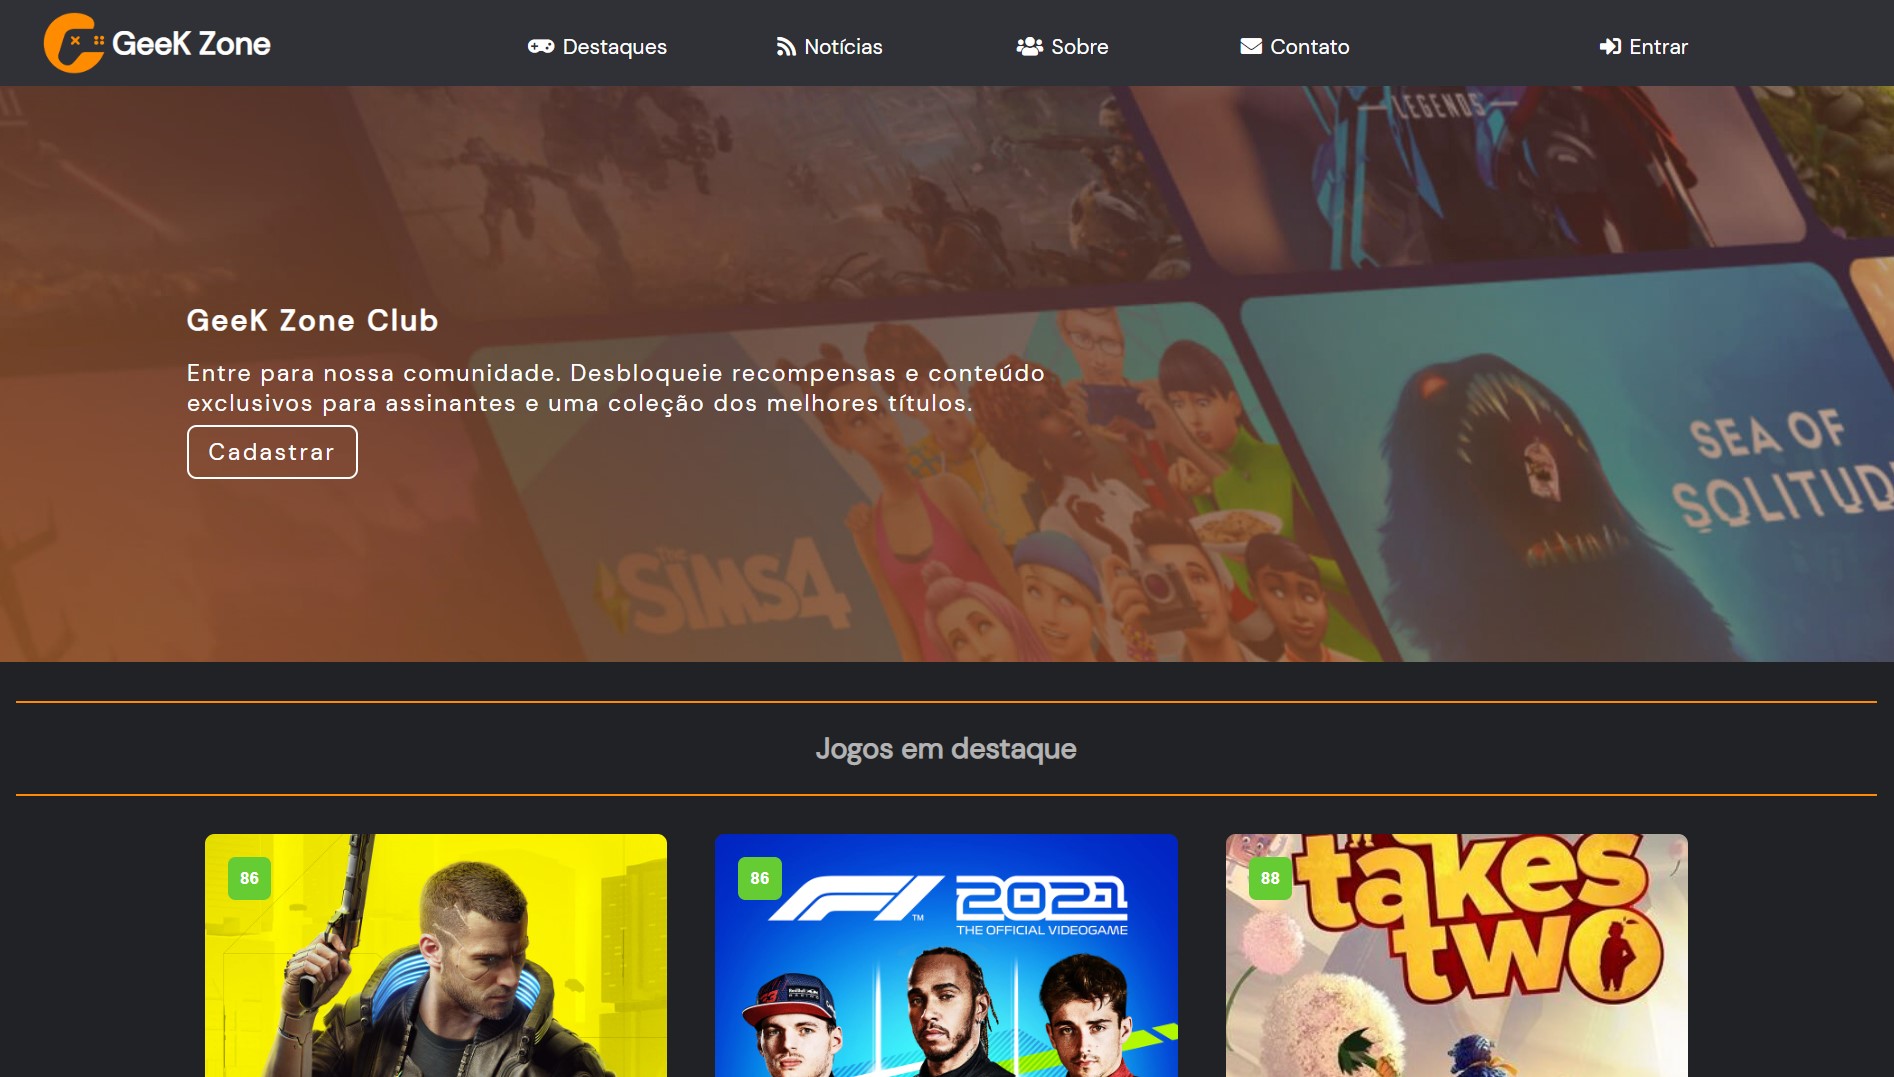 GeeK Zone
Destaques
Notícias
Sobre
Contato
Entrar
LEGENDS
GeeK Zone Club
Entre para nossa comunidade. Desbloqueie recompensas e conteúdo
exclusivos para assinantes e uma coleção dos melhores títulos.
Cadastrar
THE
SIMS4
SEA OF
SOLITUD
Jogos em destaque
86
86
88
F1 2021
TM
THE OFFICIAL VIDEOGAME
takes
two